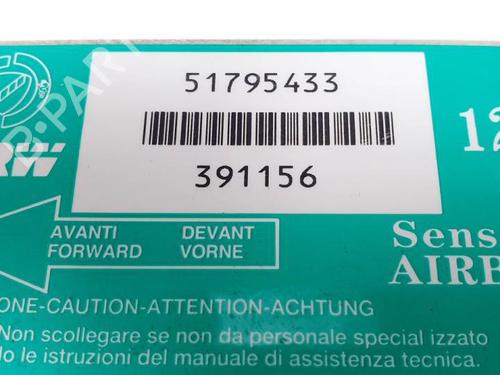 51795433
391156
12
RW
AVANTI DEVANT
FORWARD VORNE
Sens
AIRB
ONE-CAUTION-ATTENTION-ACHTUNG
Non scollegare se non da personale special izzato
do le istruzioni del manuale di assistenza tecnica.